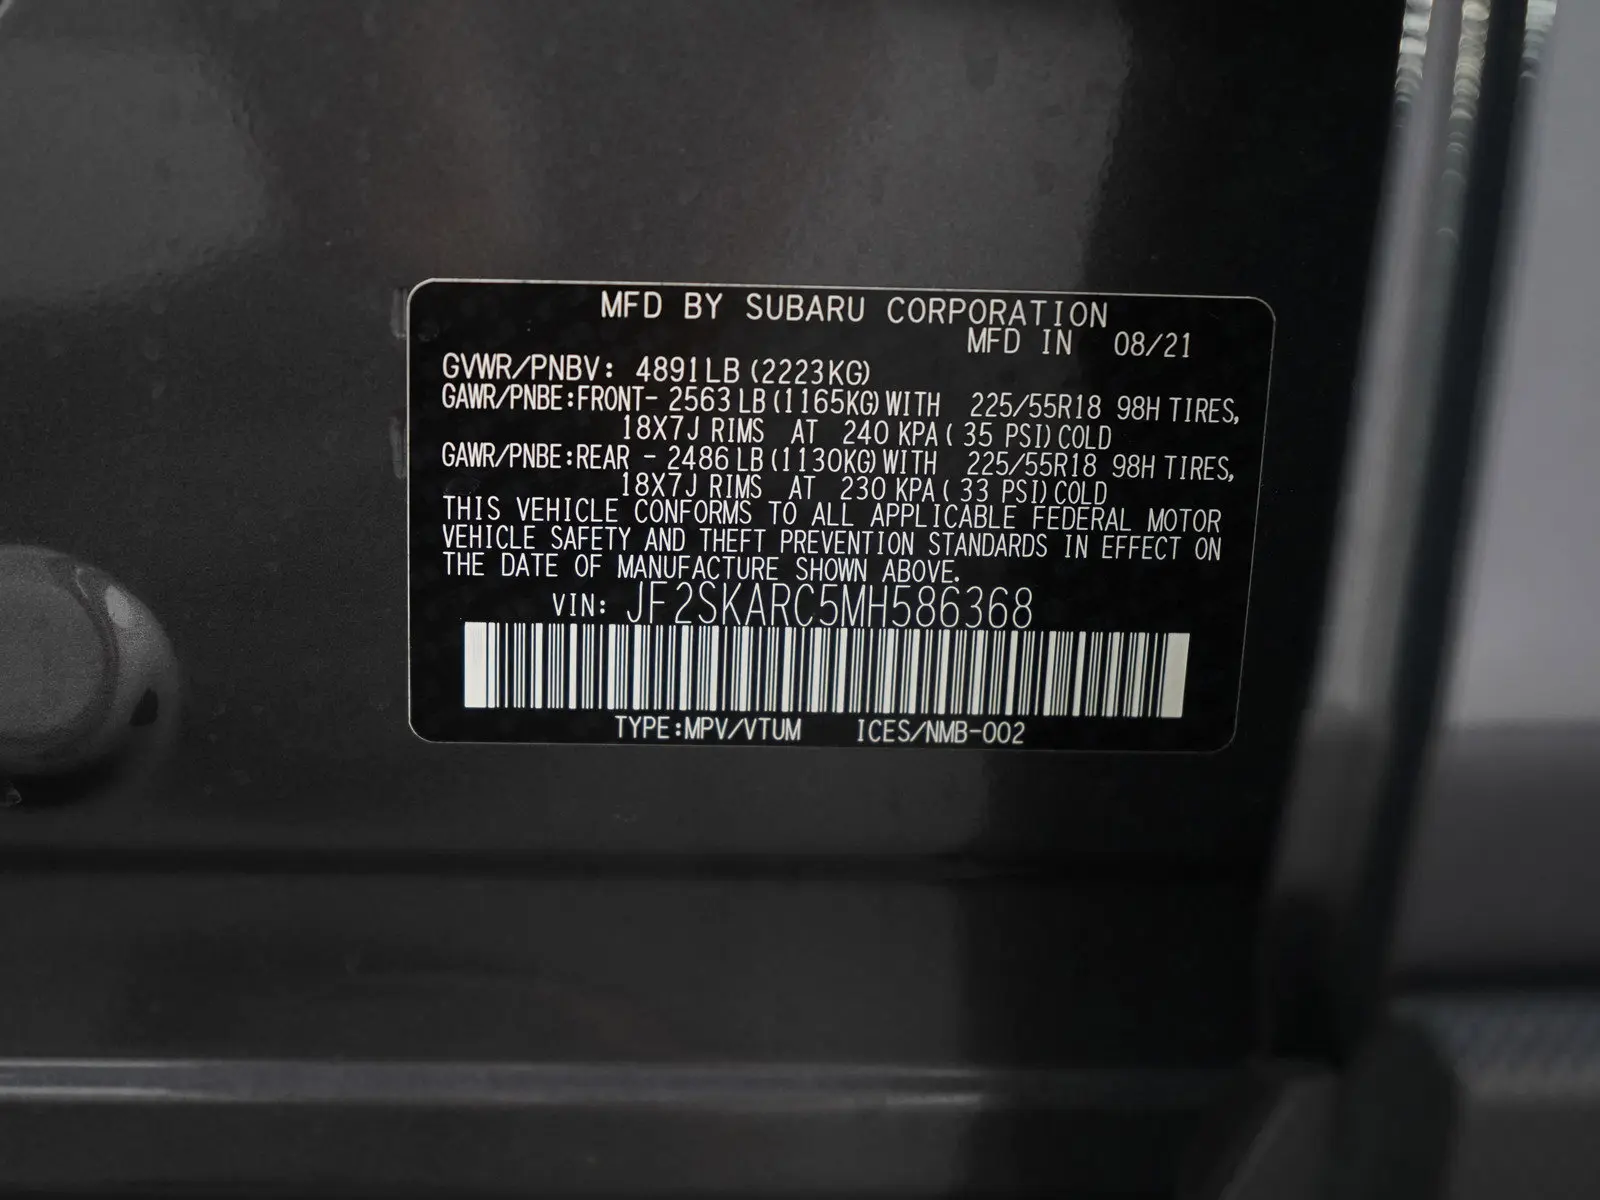 MFD BY SUBARU CORPORATION
MFD IN 08/21
GVWR/PNBV: 4891LB (2223KG)
GAWR/PNBE:FRONT- 2563LB(1165KG)WITH 225/55R18 98H TIRES,
18X7J RIMS AT 240 KPA( 35 PSI)COLD
GAWR/PNBE:REAR - 2486LB(1130KG)WITH 225/55R18 98H TIRES,
18X7J RIMS AT 230 KPA( 33 PSI)COLD
THIS VEHICLE CONFORMS TO ALL APPLICABLE FEDERAL MOTOR
VEHICLE SAFETY AND THEFT PREVENTION STANDARDS IN EFFECT ON
THE DATE OF MANUFACTURE SHOWN ABOVE.
VIN: JF2SKARC5MH586368
TYPE:MPV/VTUM ICES/NMB-002